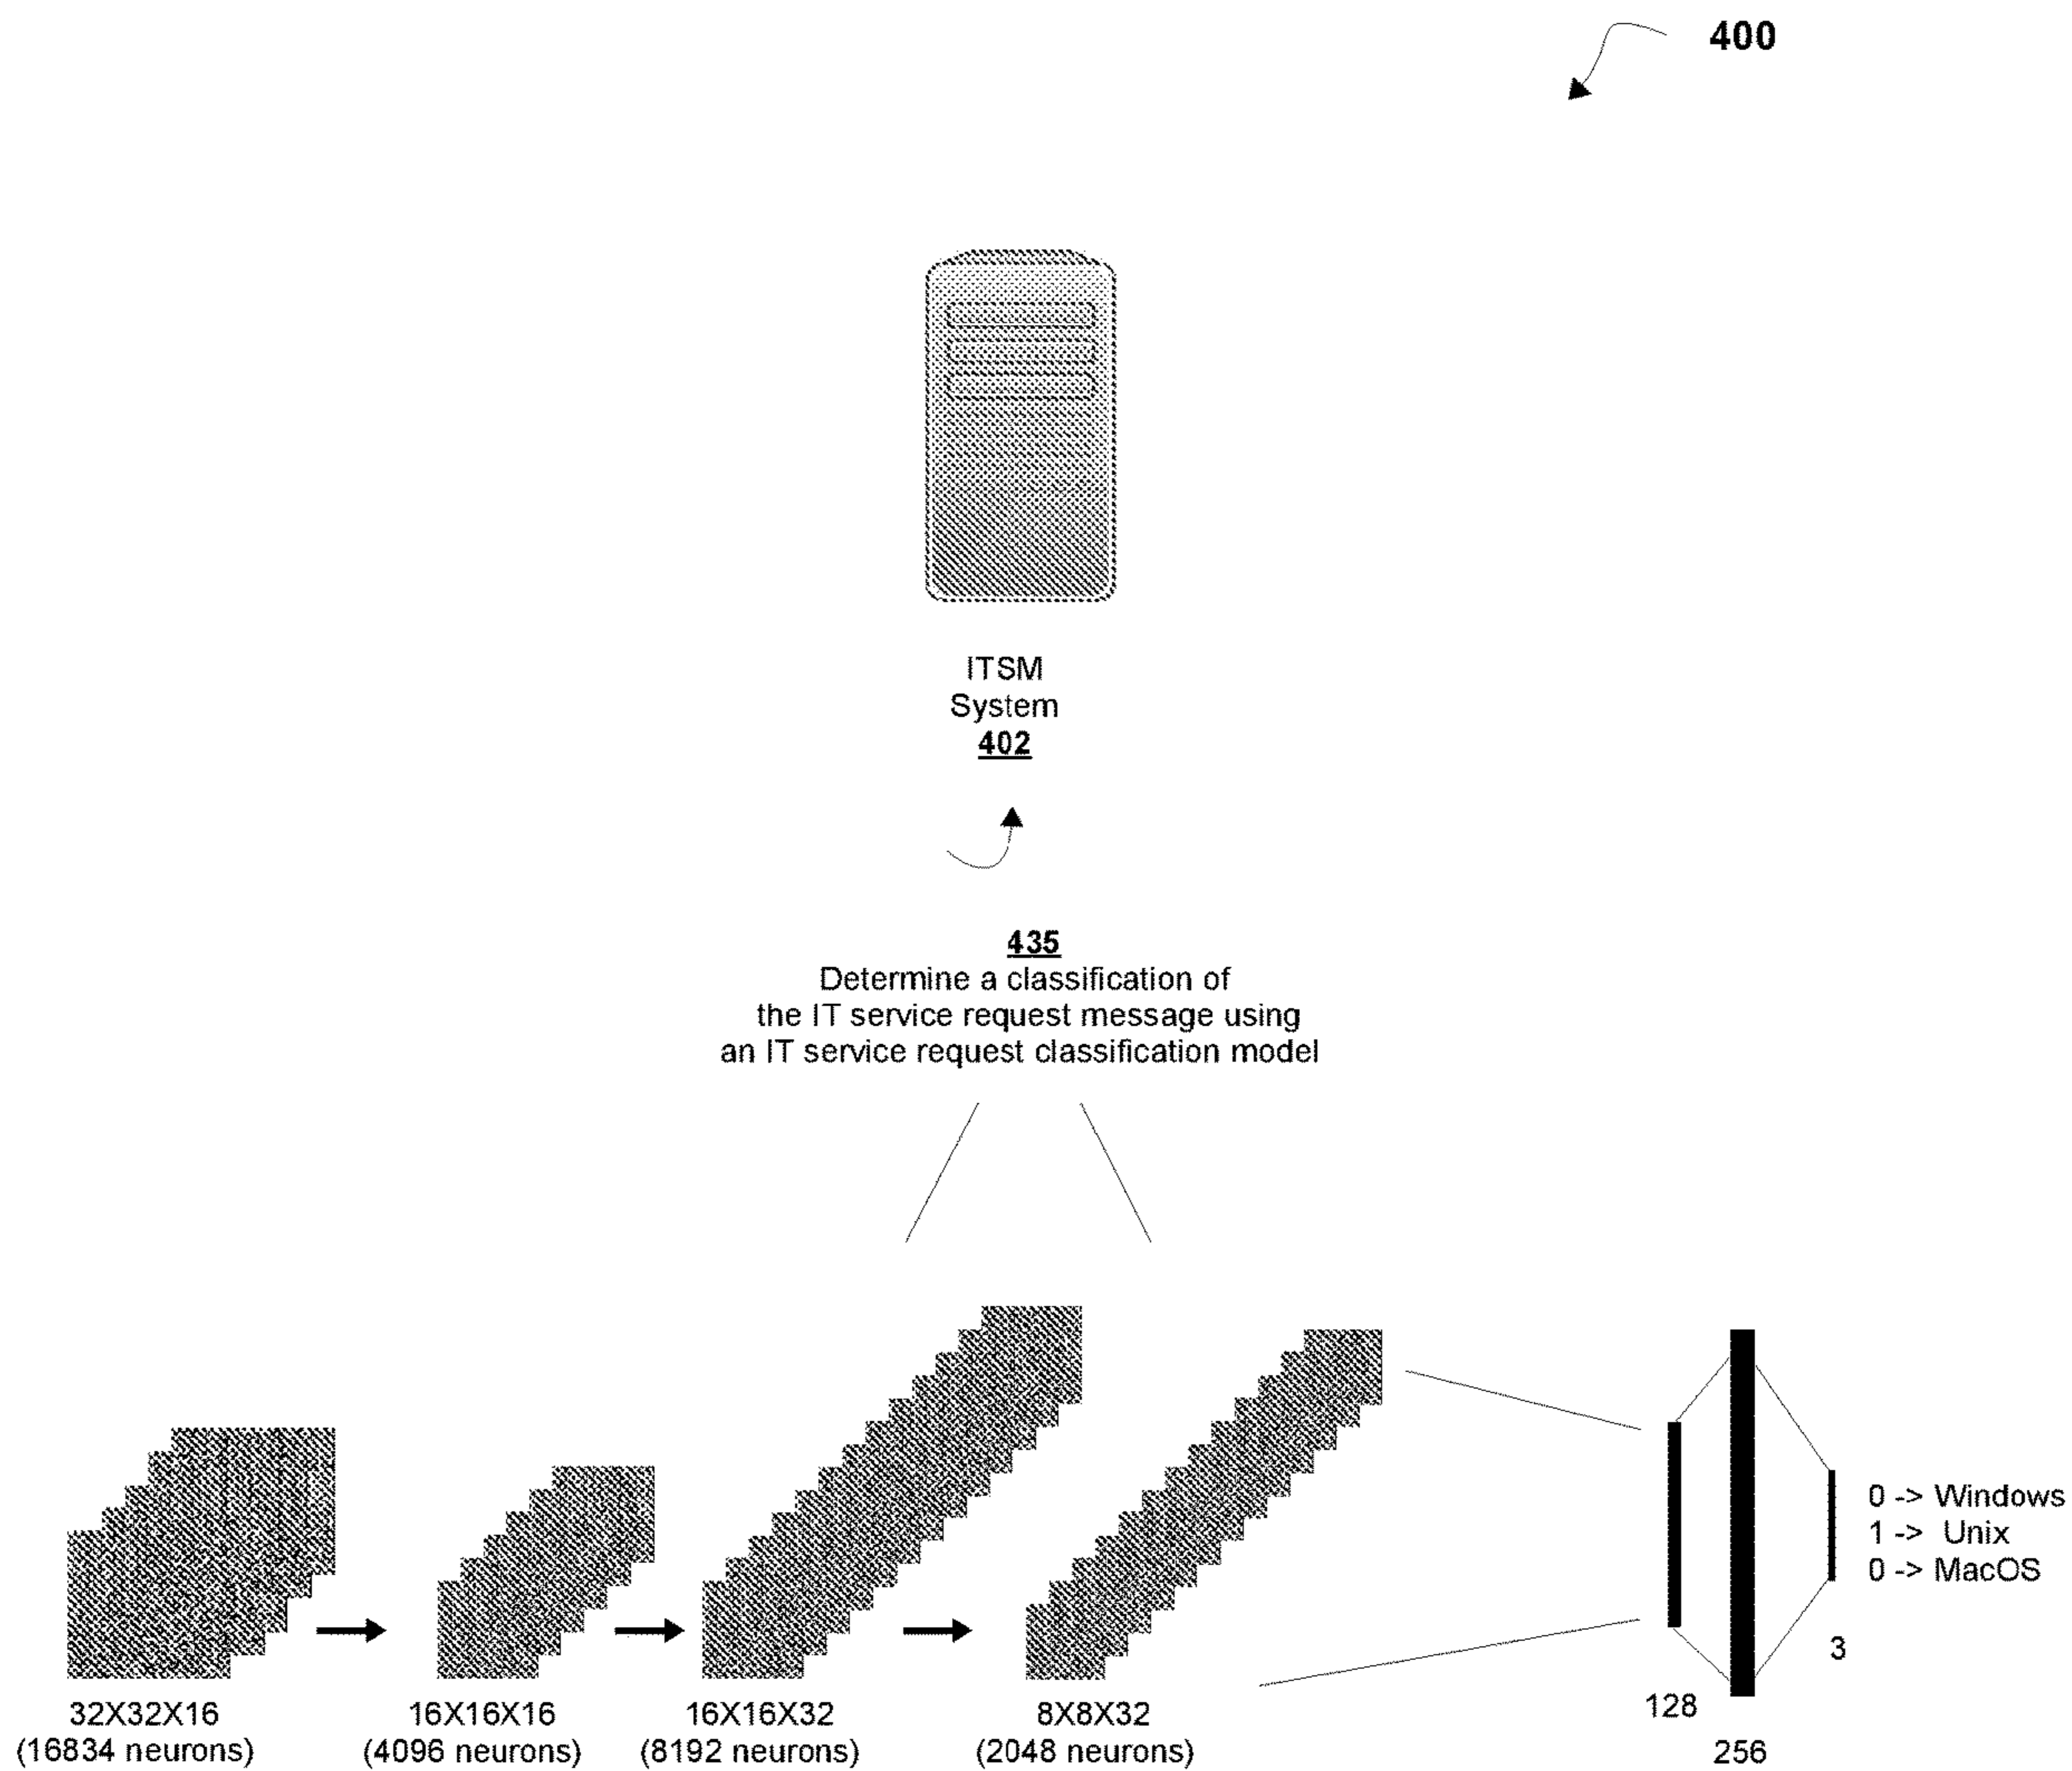 400
ITSM
System
402
435
Determine a classification of
the IT service request message using
an IT service request classification model
0 -> Windows
1 -> Unix
0 -> MacOS
3
128
256
32X32X16
(16834 neurons)
16X16X16
(4096 neurons)
16X16X32
(8192 neurons)
8X8X32
(2048 neurons)